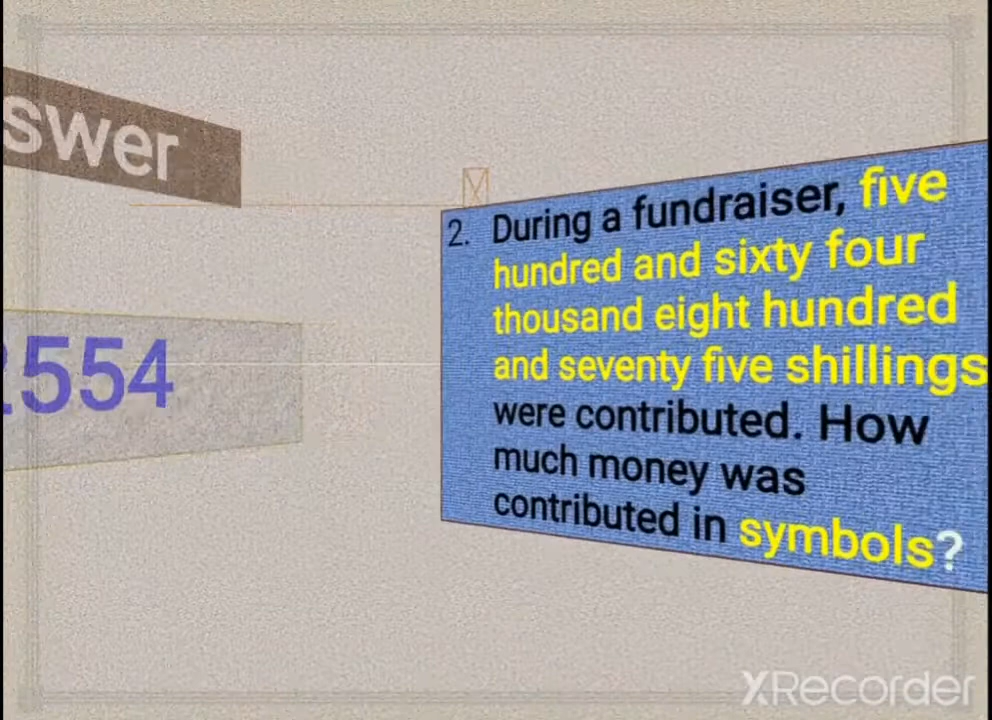 swer
554
2. During a fundraiser, five
hundred and sixty four
thousand eight hundred
and seventy five shillings
were contributed. How
much money was
contributed in symbols?
XRecorder